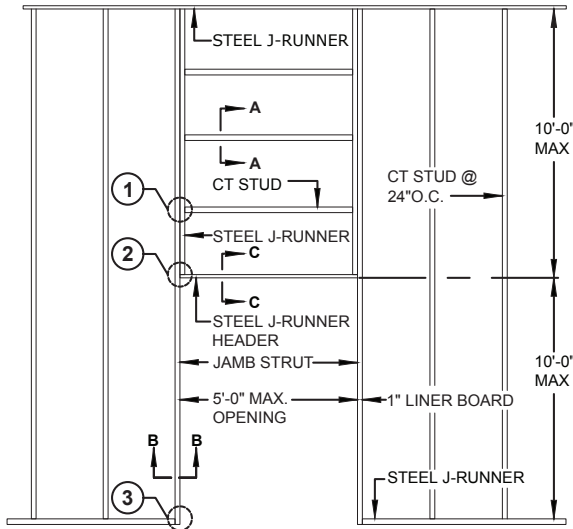 STEEL J-RUNNER
A
A
10'-0"
MAX
1
CT STUD
CT STUD @
24"O.C.
STEEL J-RUNNER
2
C
C
STEEL J-RUNNER
HEADER
JAMB STRUT
10'-0"
MAX
5'-0" MAX.
OPENING
1" LINER BOARD
B
B
STEEL J-RUNNER
3